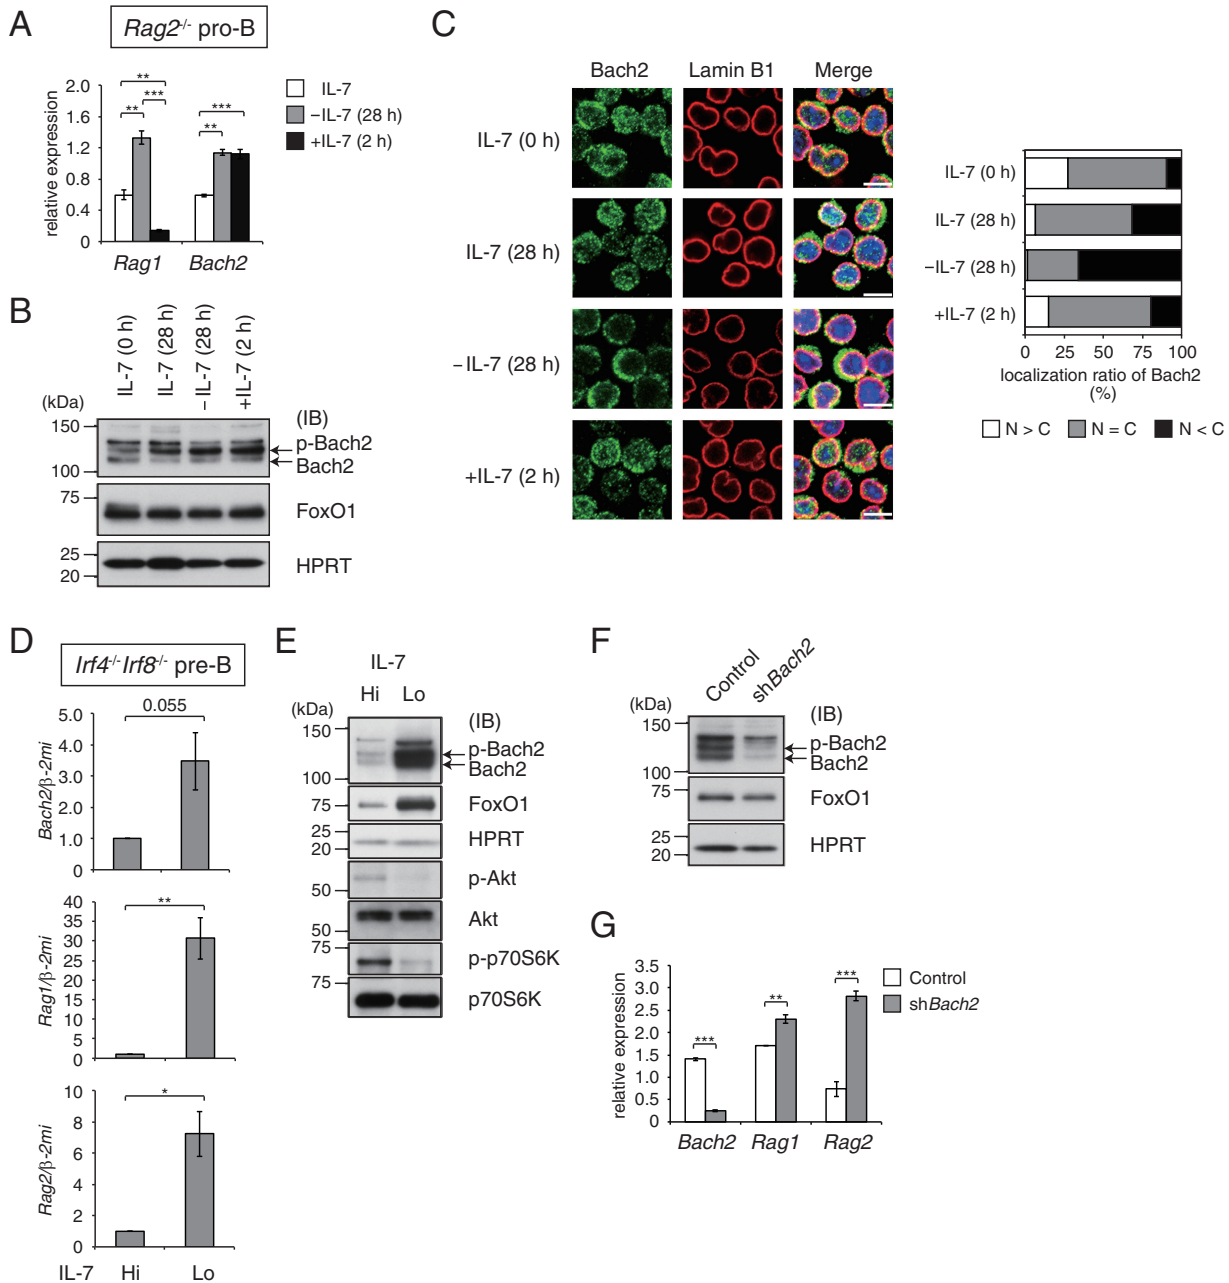 A
Rag2-/- pro-B
relative expression
2.0
1.6
1.2
0.8
0.4
0
** 
**
***
**
***
Rag1
Bach2
IL-7
−IL-7 (28 h)
+IL-7 (2 h)
B
IL-7 (0 h)
IL-7 (28 h)
−IL-7 (28 h)
+IL-7 (2 h)
(kDa)
(IB)
150
100
p-Bach2
Bach2
75
FoxO1
25
20
HPRT
C
Bach2
Lamin B1
Merge
IL-7 (0 h)
IL-7 (28 h)
−IL-7 (28 h)
+IL-7 (2 h)
IL-7 (0 h)
IL-7 (28 h)
−IL-7 (28 h)
+IL-7 (2 h)
0 25 50 75 100
localization ratio of Bach2
(%)
N > C
N = C
N < C
D
Irf4-/-Irf8-/- pre-B
0.055
5.0
4.0
3.0
2.0
1.0
0
Bach2/β-2mi
**
40
35
30
25
20
15
10
5
0
Rag1/β-2mi
*
10
8
6
4
2
0
Rag2/β-2mi
IL-7 Hi Lo
E
IL-7
Hi Lo
(kDa)
(IB)
150
100
p-Bach2
Bach2
75
FoxO1
25
20
HPRT
p-Akt
50
Akt
50
75
p-p70S6K
75
p70S6K
F
Control
shBach2
(kDa)
(IB)
150
100
p-Bach2
Bach2
75
FoxO1
25
20
HPRT
G
relative expression
3.5
3.0
2.5
2.0
1.5
1.0
0.5
0
***
**
***
Bach2
Rag1
Rag2
Control
shBach2